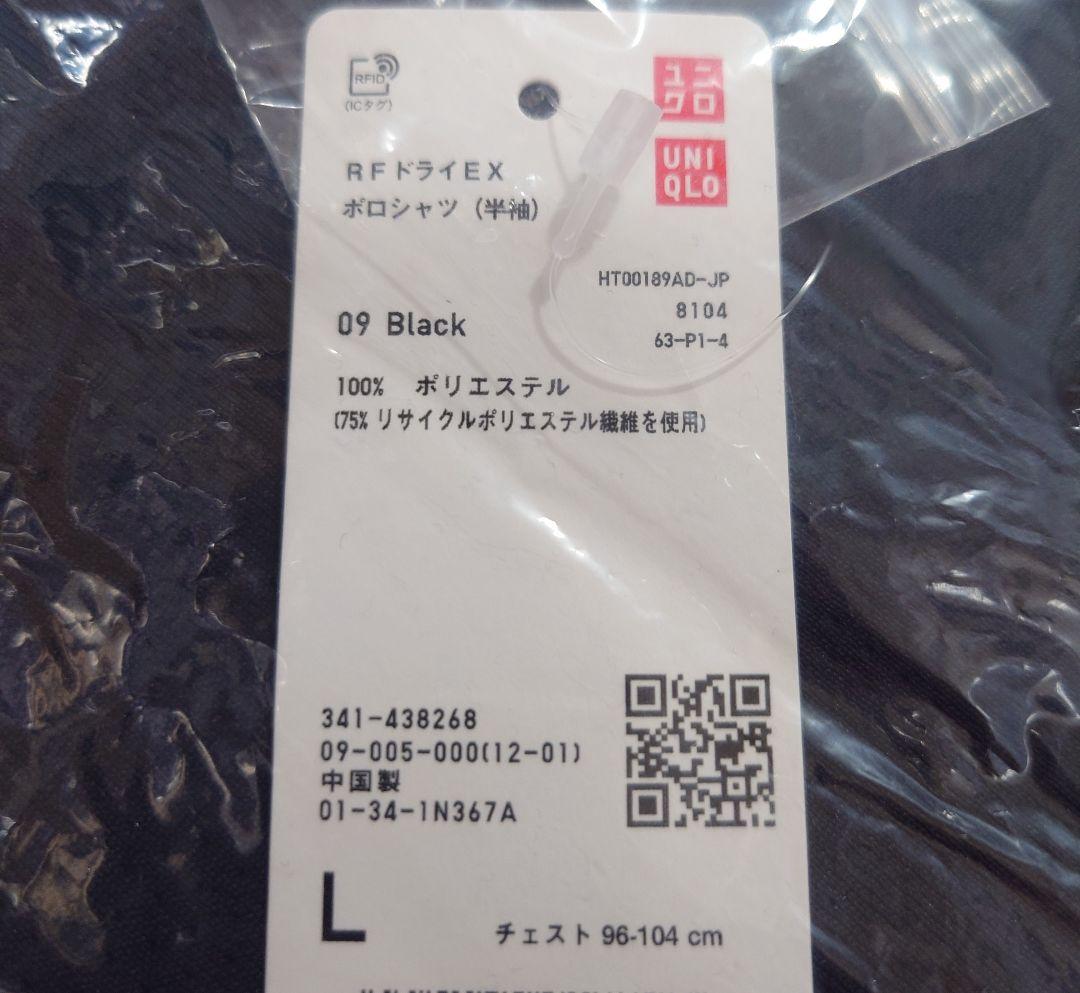 RFID
(ICタグ)
ユニ
クロ
UNI
QLO
RFドライEX
ポロシャツ (半袖)
HT00189AD-JP
8104
63-P1-4
09 Black
100% ポリエステル
(75% リサイクルポリエステル繊維を使用)
341-438268
09-005-000(12-01)
中国製
01-34-1N367A
L
チェスト 96-104 cm